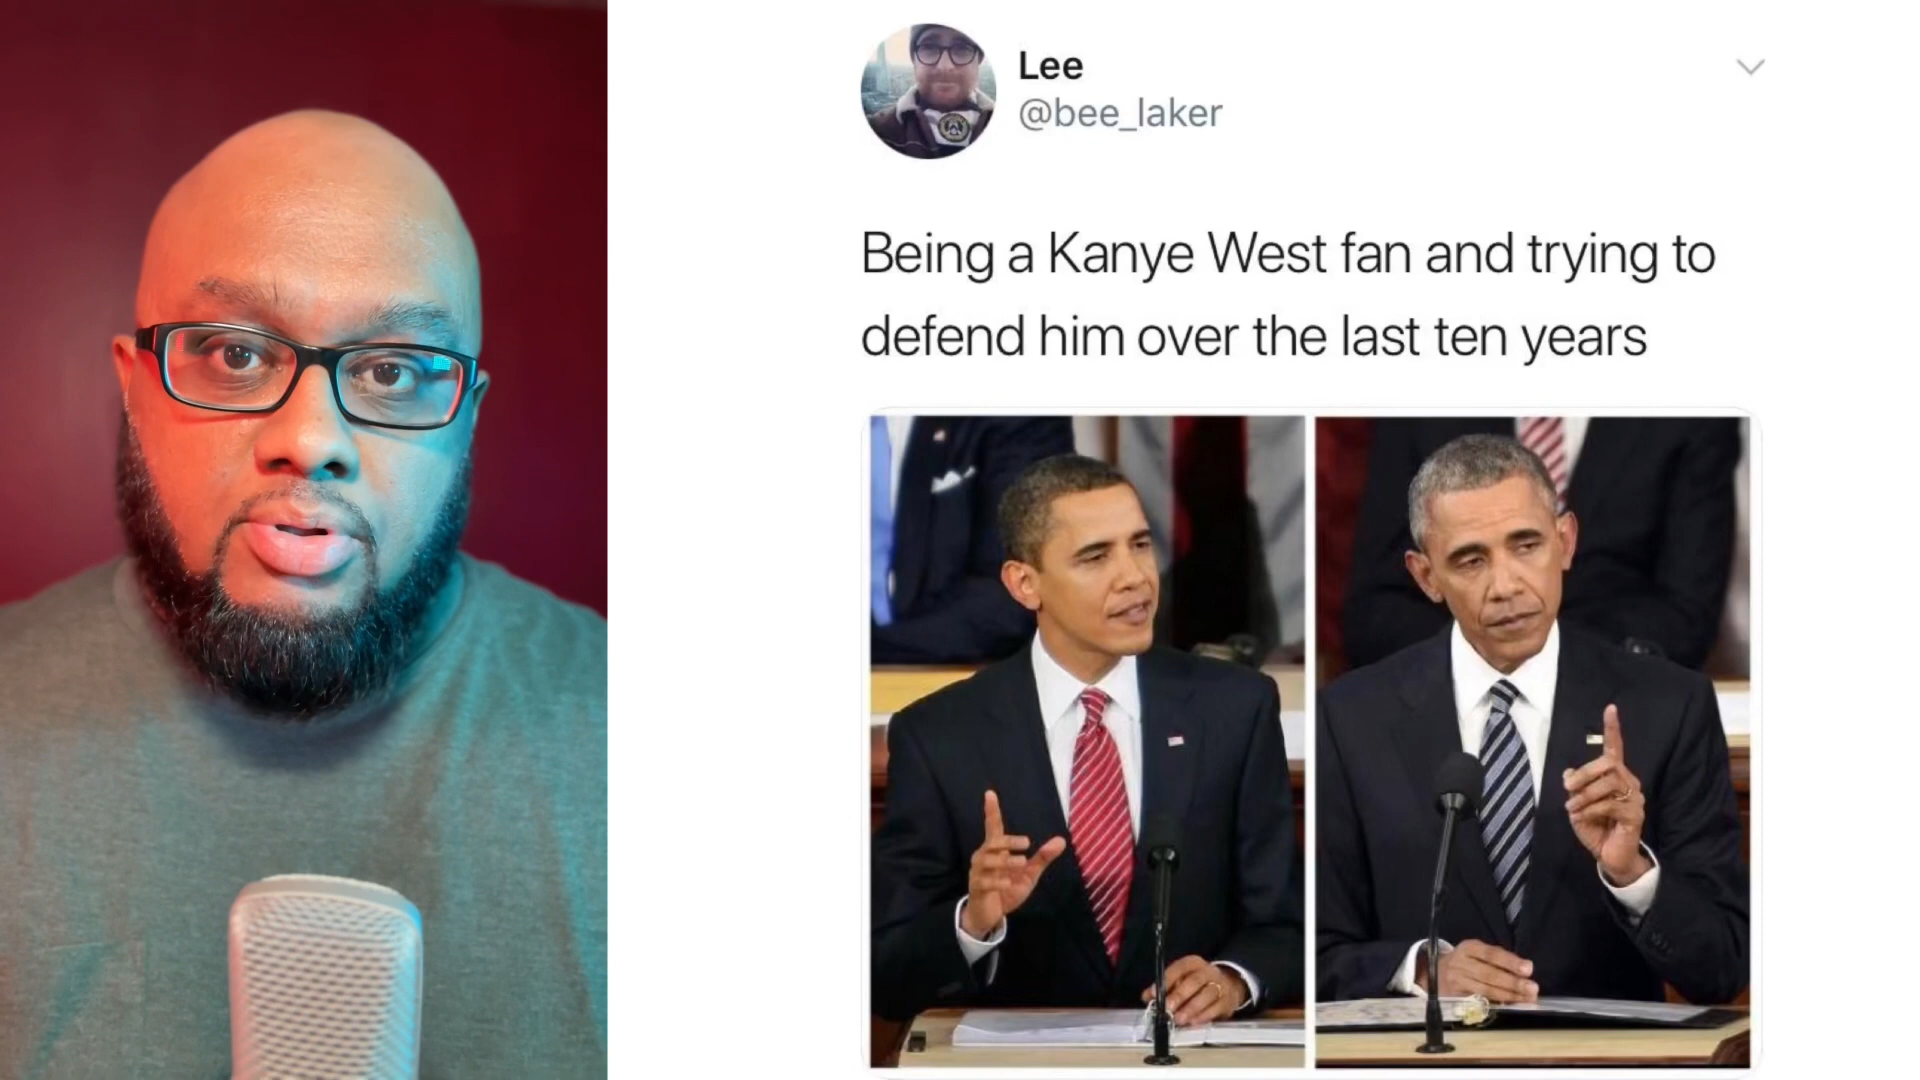 Lee
@bee_laker
Being a Kanye West fan and trying to
defend him over the last ten years